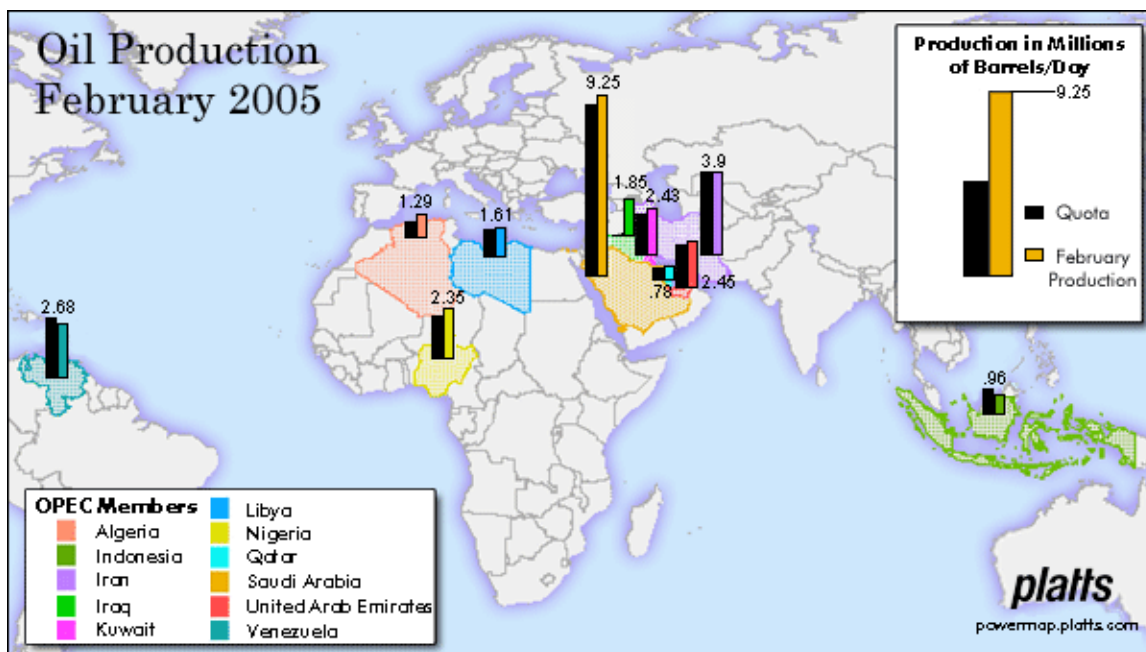 Oil Production
February 2005
Production in Millions
of Barrels/Day
9.25
Quota
February
Production
9.25
3.9
1.85
2.43
1.29
1.61
.78
2.45
2.35
2.68
.96
OPEC Members
Algeria
Indonesia
Iran
Iraq
Kuwait
Libya
Nigeria
Qatar
Saudi Arabia
United Arab Emirates
Venezuela
platts
powermap.platts.com